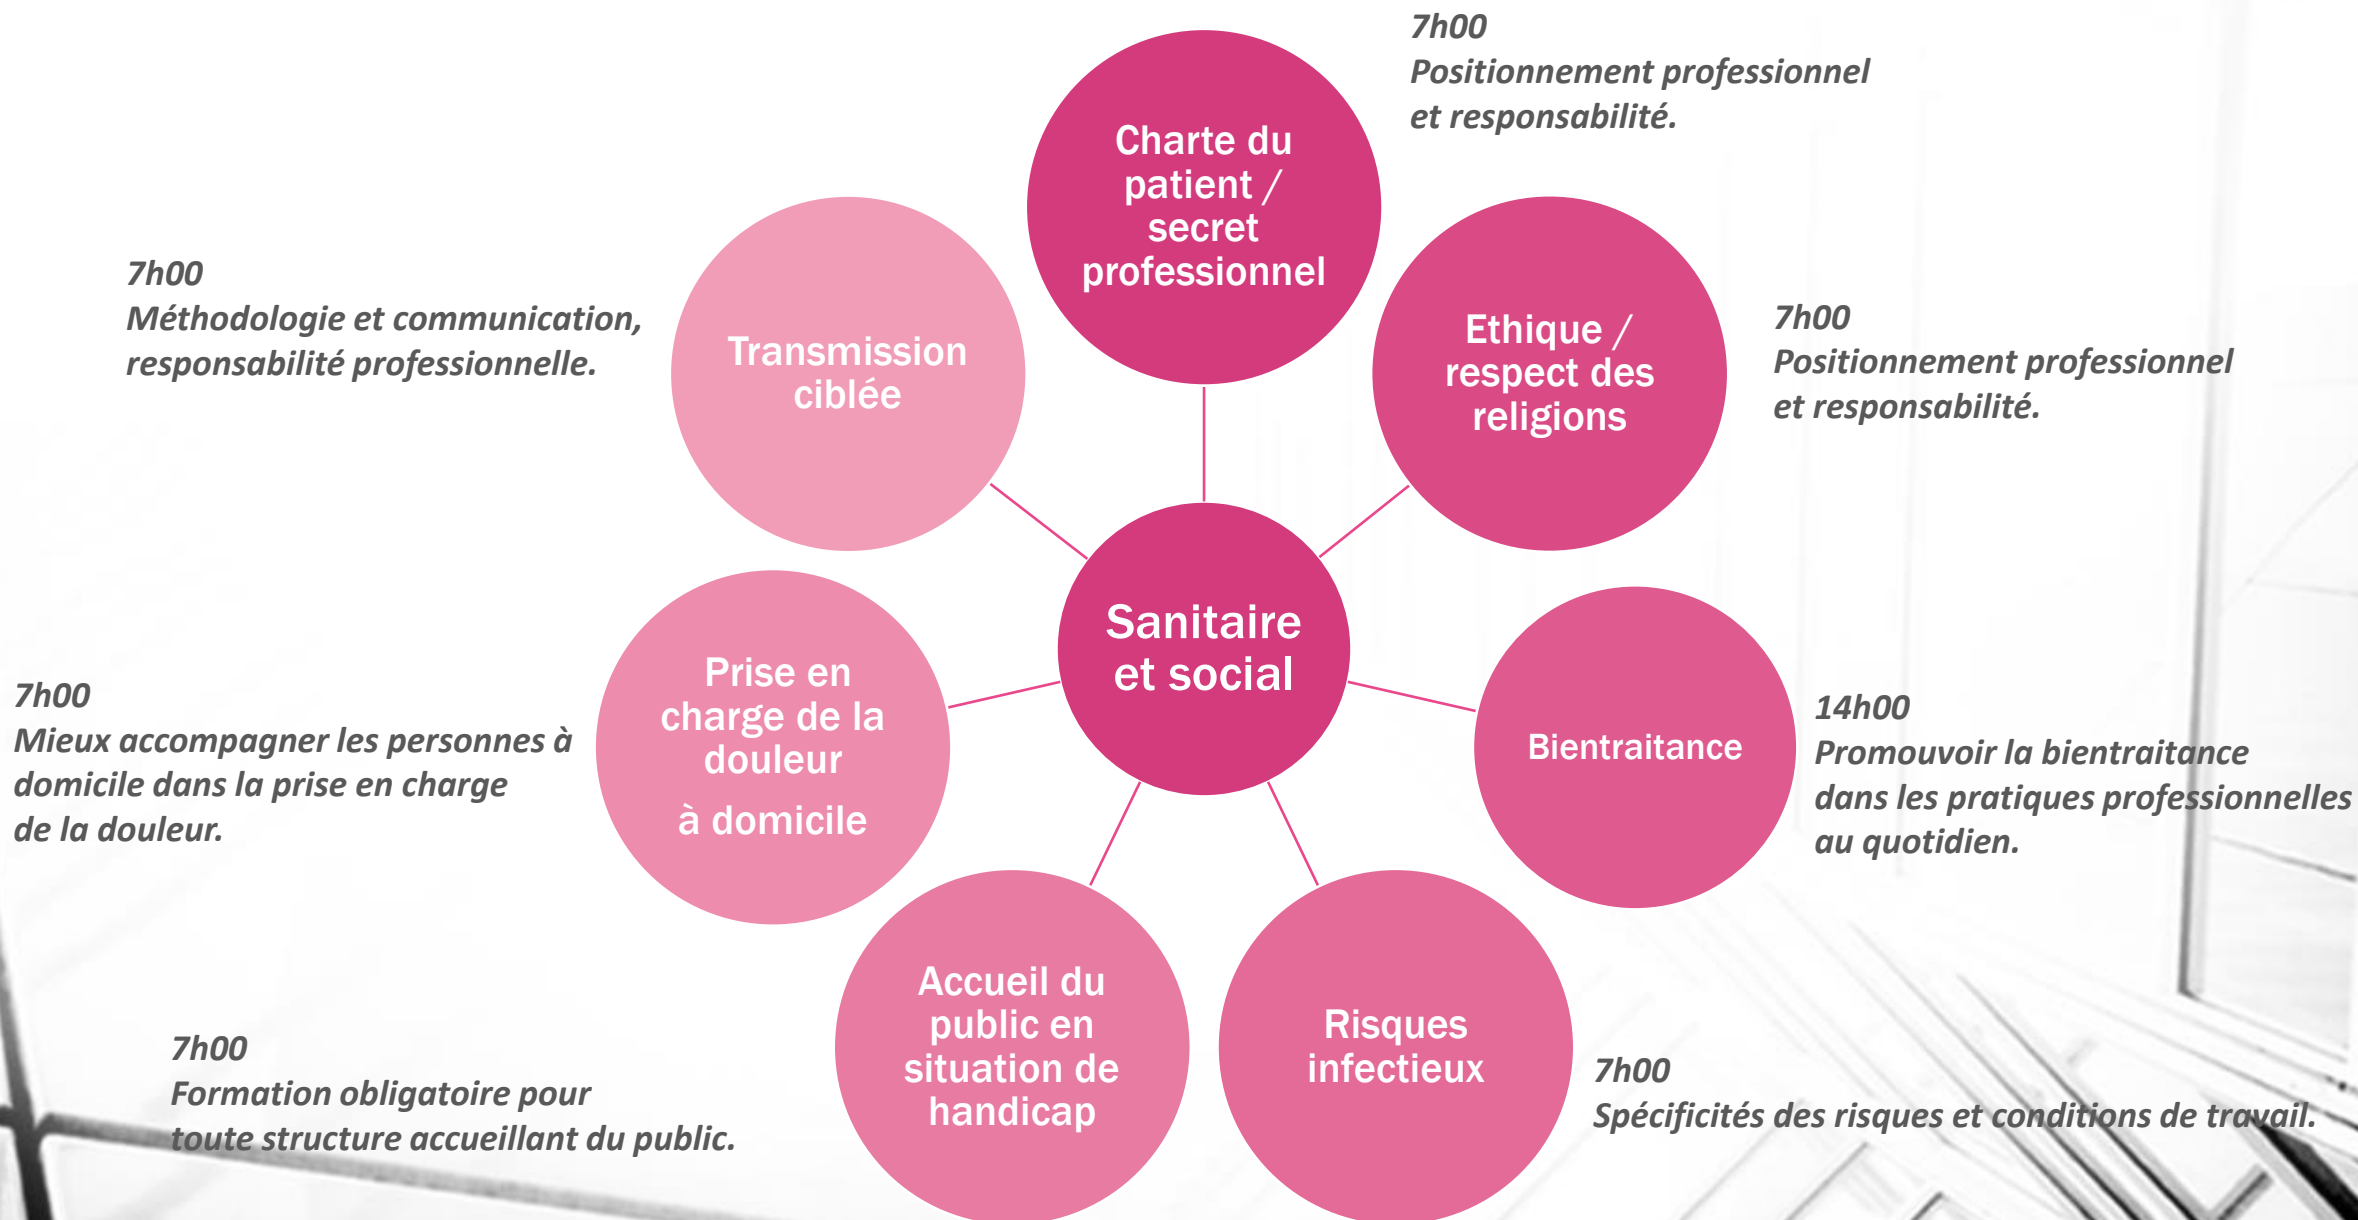 7h00
Positionnement professionnel
et responsabilité.
Charte du
patient /
secret
professionnel
7h00
Méthodologie et communication,
responsabilité professionnelle.
Transmission
ciblée
Ethique /
respect des
religions
7h00
Positionnement professionnel
et responsabilité.
Sanitaire
et social
7h00
Mieux accompagner les personnes à
domicile dans la prise en charge
de la douleur.
Prise en
charge de la
douleur
à domicile
Bientraitance
14h00
Promouvoir la bientraitance
dans les pratiques professionnelles
au quotidien.
7h00
Formation obligatoire pour
toute structure accueillant du public.
Accueil du
public en
situation de
handicap
Risques
infectieux
7h00
Spécificités des risques et conditions de travail.